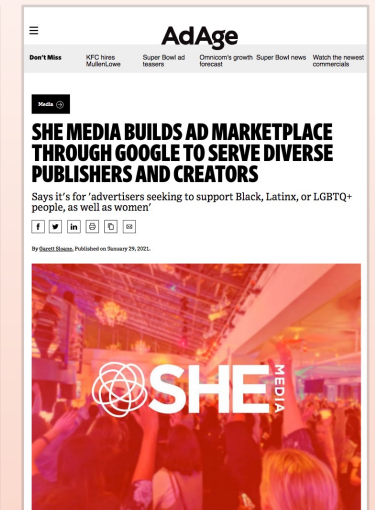 AdAge
Don't Miss
KFC hires
MullenLowe
Super Bowl ad
teasers
Omnicom's growth
forecast
Super Bowl news
Watch the newest
commercials
Media
SHE MEDIA BUILDS AD MARKETPLACE
THROUGH GOOGLE TO SERVE DIVERSE
PUBLISHERS AND CREATORS
Says it's for 'advertisers seeking to support Black, Latinx, or LGBTQ+
people, as well as women'
By Garett Sloane. Published on January 29, 2021.
SHE
MEDIA